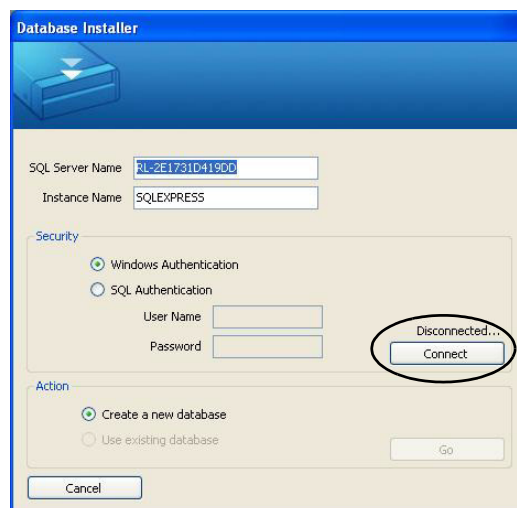 Database Installer
SQL Server Name RL-2E1731D419DD
Instance Name SQLEXPRESS
Security
Windows Authentication
SQL Authentication
User Name
Password
Disconnected...
Connect
Action
Create a new database
Use existing database
Go
Cancel